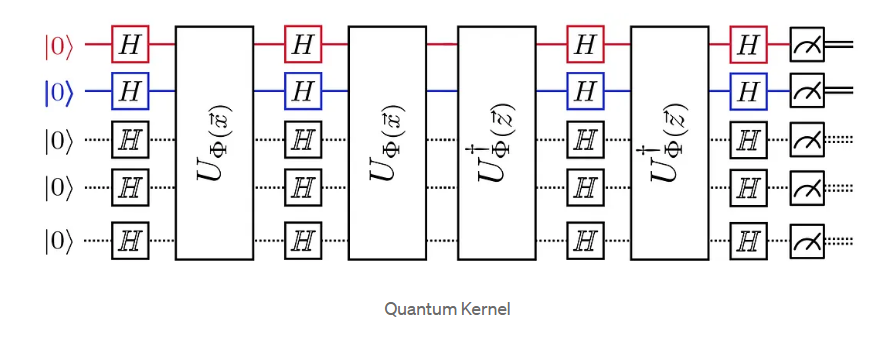 |0⟩ H H H H
|0⟩ H H H H
|0⟩ ℍ ℍ ℍ ℍ
|0⟩ ℍ ℍ ℍ ℍ
|0⟩ ℍ ℍ ℍ ℍ
U_Φ(x⃗) U_Φ(x⃗) U†_Φ(z⃗) U†_Φ(z⃗)
Quantum Kernel